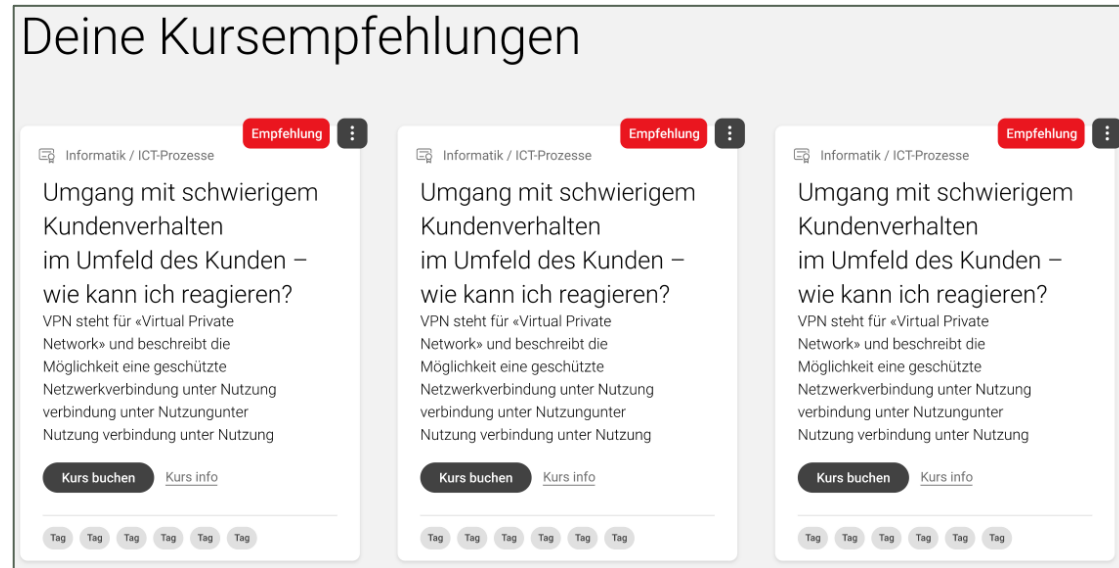 Deine Kursempfehlungen
Empfehlung
Informatik / ICT-Prozesse
Umgang mit schwierigem
Kundenverhalten
im Umfeld des Kunden –
wie kann ich reagieren?
VPN steht für «Virtual Private
Network» und beschreibt die
Möglichkeit eine geschützte
Netzwerkverbindung unter Nutzung
verbindung unter Nutzungunter
Nutzung verbindung unter Nutzung
Kurs buchen Kurs info
Tag Tag Tag Tag Tag Tag
Empfehlung
Informatik / ICT-Prozesse
Umgang mit schwierigem
Kundenverhalten
im Umfeld des Kunden –
wie kann ich reagieren?
VPN steht für «Virtual Private
Network» und beschreibt die
Möglichkeit eine geschützte
Netzwerkverbindung unter Nutzung
verbindung unter Nutzungunter
Nutzung verbindung unter Nutzung
Kurs buchen Kurs info
Tag Tag Tag Tag Tag Tag
Empfehlung
Informatik / ICT-Prozesse
Umgang mit schwierigem
Kundenverhalten
im Umfeld des Kunden –
wie kann ich reagieren?
VPN steht für «Virtual Private
Network» und beschreibt die
Möglichkeit eine geschützte
Netzwerkverbindung unter Nutzung
verbindung unter Nutzungunter
Nutzung verbindung unter Nutzung
Kurs buchen Kurs info
Tag Tag Tag Tag Tag Tag